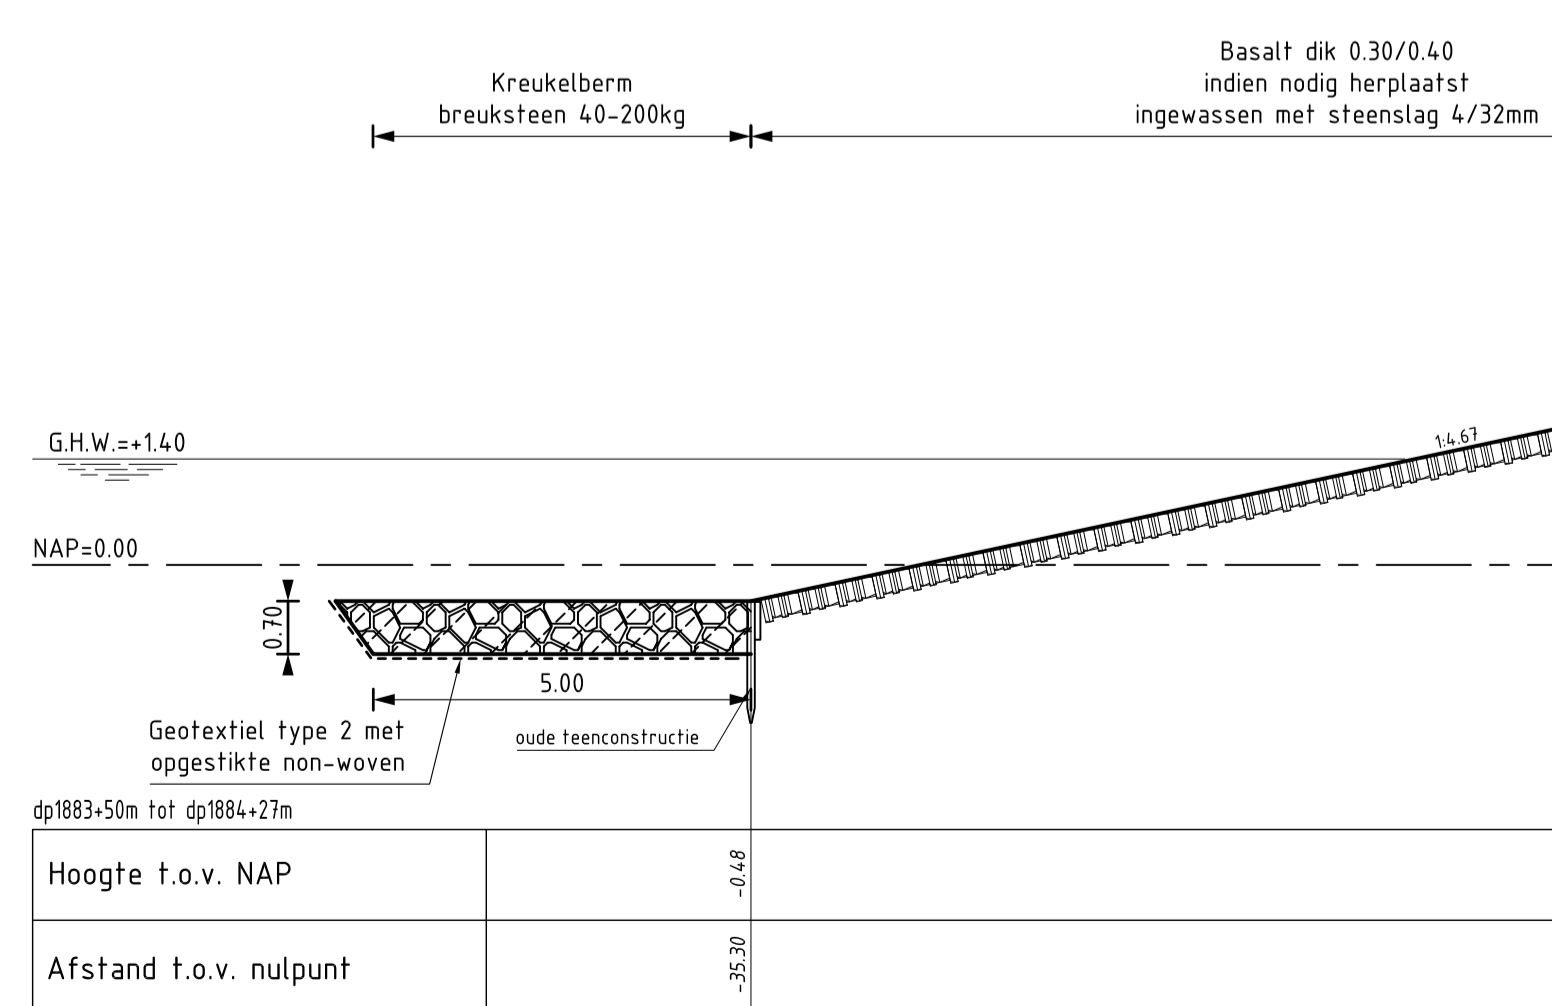 Basalt dik 0.30/0.40
indien nodig herplaatst
ingewassen met steenslag 4/32mm
Kreukelberm
breuksteen 40-200kg
G.H.W.=+1.40
1:4.67
NAP=0.00
0.70
5.00
Geotextiel type 2 met
opgestikte non-woven
oude teenconstructie
dp1883+50m tot dp1884+27m
Hoogte t.o.v. NAP
-0.48
Afstand t.o.v. nulpunt
-35.30